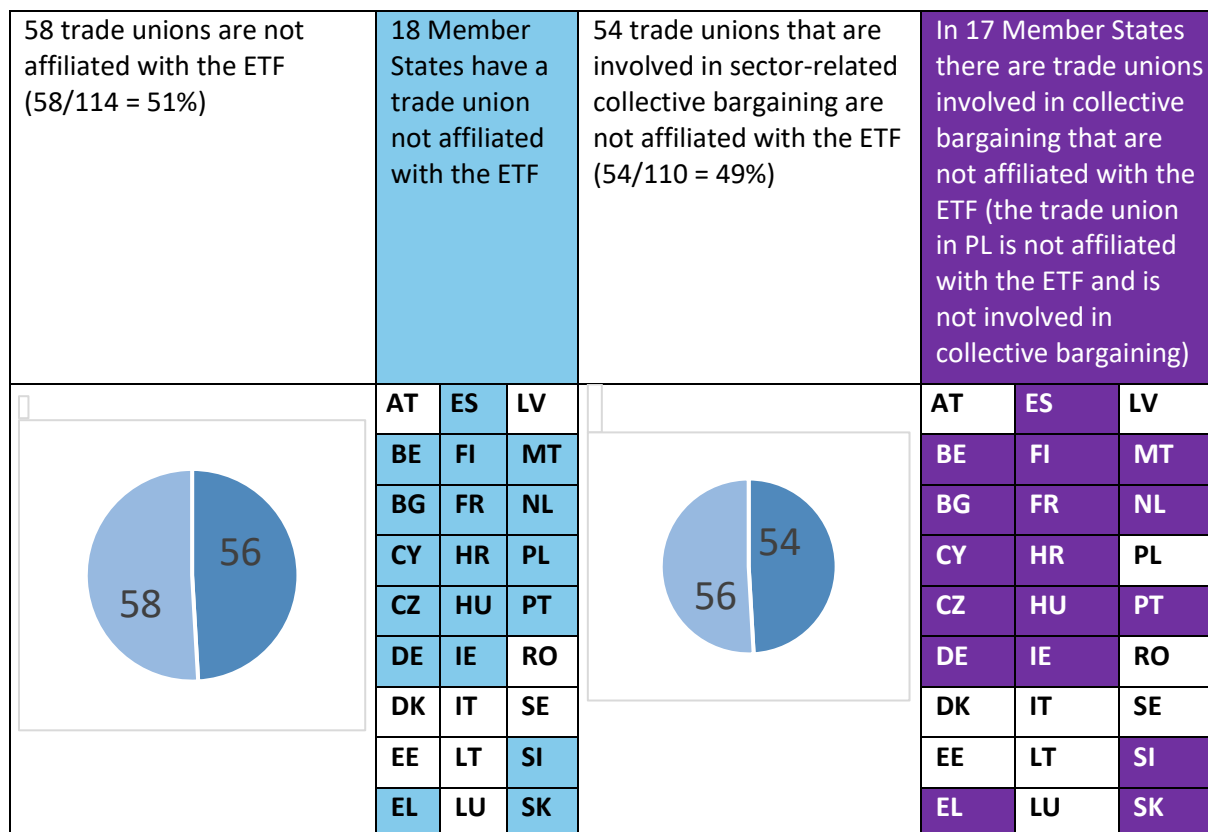 58 trade unions are not
affiliated with the ETF
(58/114 = 51%)
18 Member
States have a
trade union
not affiliated
with the ETF
54 trade unions that are
involved in sector-related
collective bargaining are
not affiliated with the ETF
(54/110 = 49%)
In 17 Member States
there are trade unions
involved in collective
bargaining that are
not affiliated with the
ETF (the trade union
in PL is not affiliated
with the ETF and is
not involved in
collective bargaining)
56
58
AT ES LV
BE FI MT
BG FR NL
CY HR PL
CZ HU PT
DE IE RO
DK IT SE
EE LT SI
EL LU SK
54
56
AT ES LV
BE FI MT
BG FR NL
CY HR PL
CZ HU PT
DE IE RO
DK IT SE
EE LT SI
EL LU SK